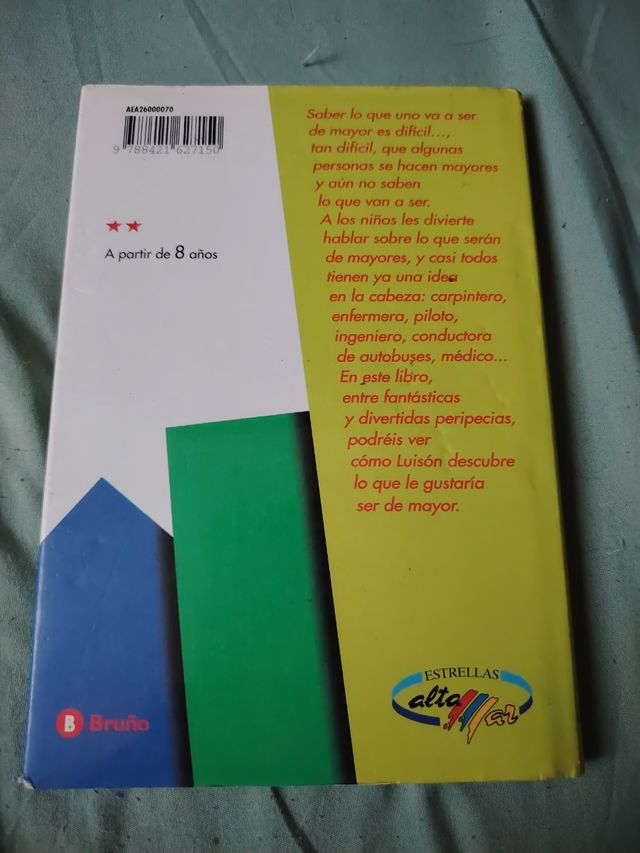 AEA26000070
9 788421 627150
A partir de 8 años
Saber lo que uno va a ser
de mayor es difícil...,
tan difícil, que algunas
personas se hacen mayores
y aún no saben
lo que van a ser.
A los niños les divierte
hablar sobre lo que serán
de mayores, y casi todos
tienen ya una idea
en la cabeza: carpintero,
enfermera, piloto,
ingeniero, conductora
de autobuses, médico...
En este libro,
entre fantásticas
y divertidas peripecias,
podréis ver
cómo Luisón descubre
lo que le gustaría
ser de mayor.
B Bruño
ESTRELLAS
alta
mar